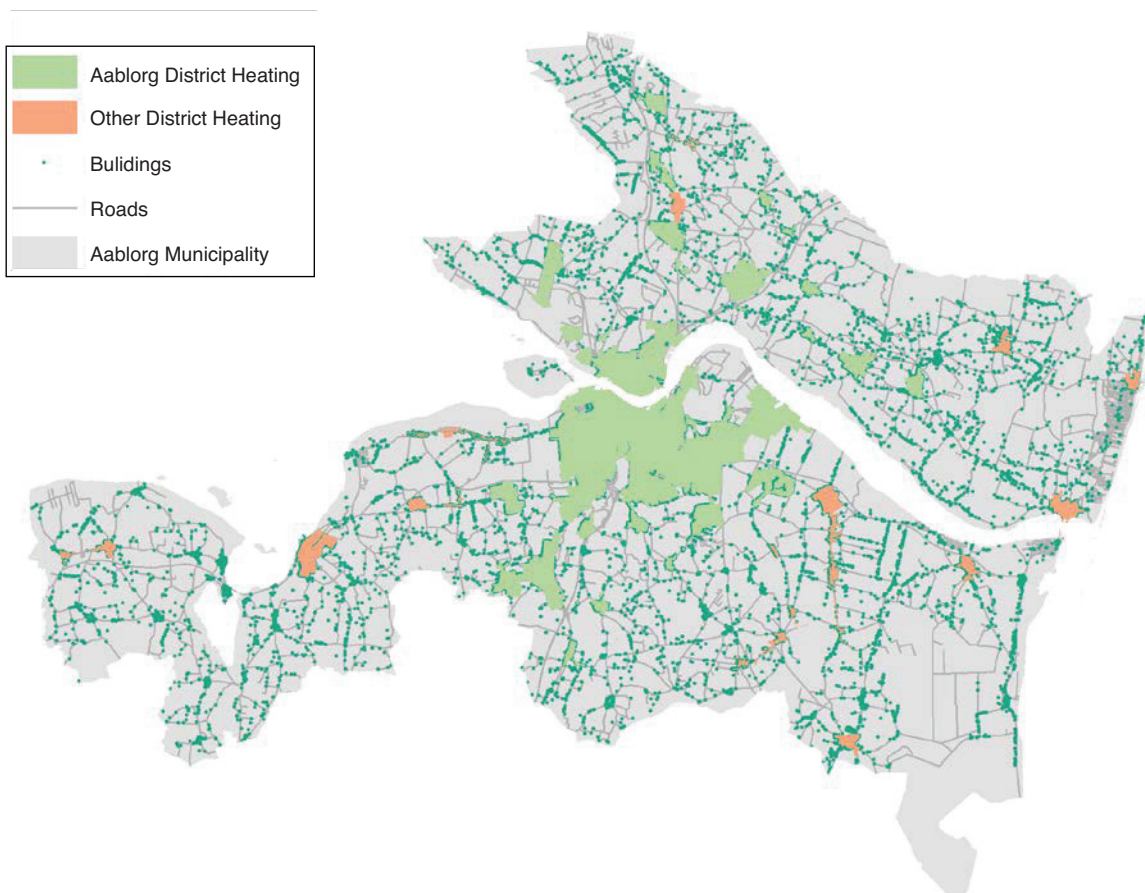 Aablorg District Heating
Other District Heating
Bulidings
Roads
Aablorg Municipality